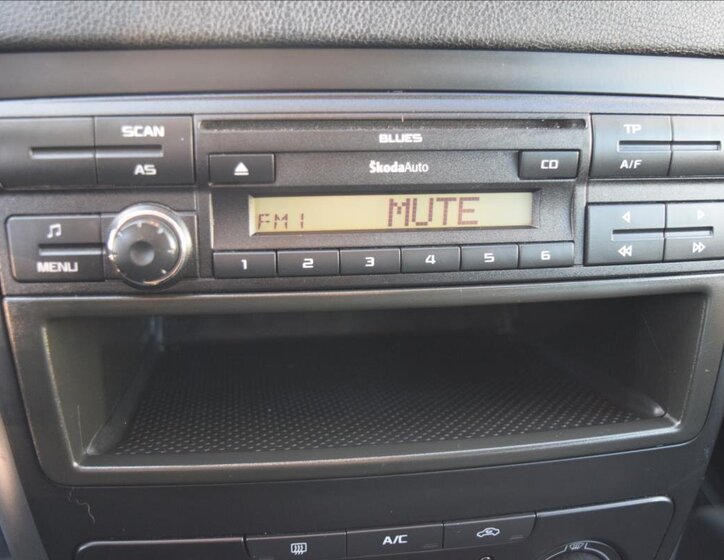 SCAN
AS
BLUES
TP
A/F
ŠkodaAuto
CD
FM1
MUTE
MENU
1 2 3 4 5 6
A/C